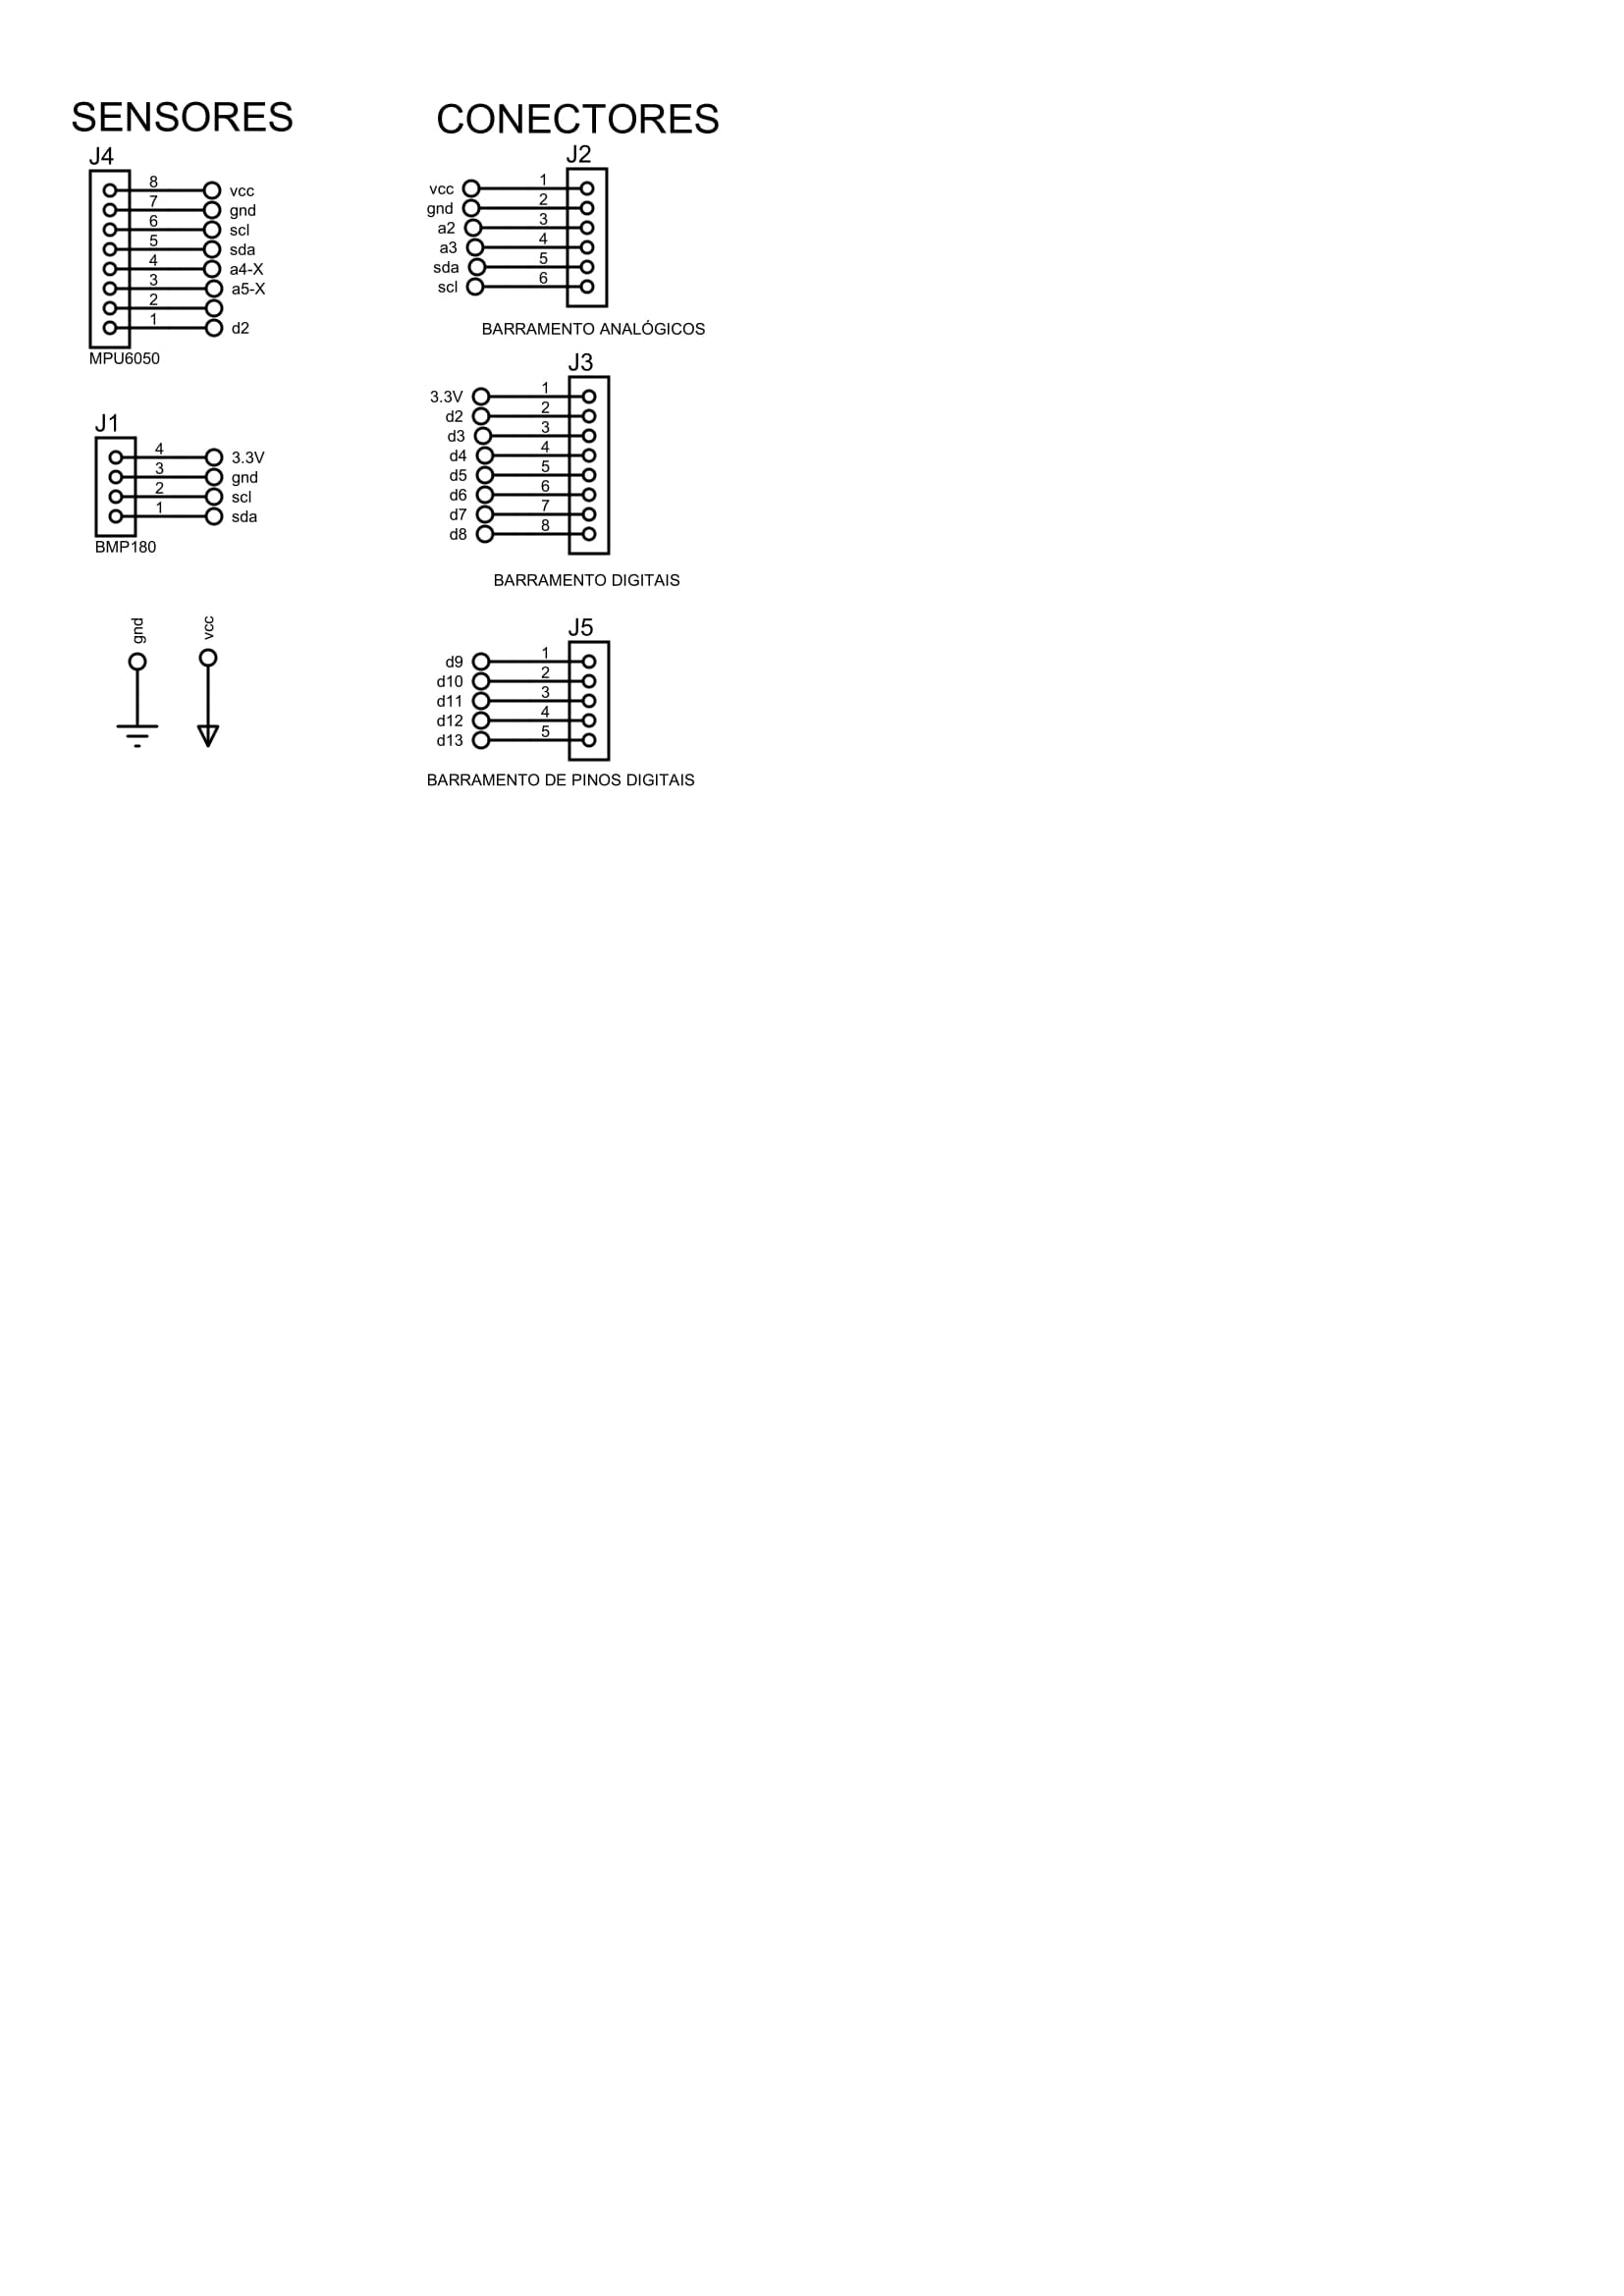 SENSORES
J4
8 vcc
7 gnd
6 scl
5 sda
4 a4-X
3 a5-X
2
1 d2
MPU6050
J1
4 3.3V
3 gnd
2 scl
1 sda
BMP180
gnd
vcc
CONECTORES
J2
vcc 1
gnd 2
a2 3
a3 4
sda 5
scl 6
BARRAMENTO ANALÓGICOS
J3
3.3V 1
d2 2
d3 3
d4 4
d5 5
d6 6
d7 7
d8 8
BARRAMENTO DIGITAIS
J5
d9 1
d10 2
d11 3
d12 4
d13 5
BARRAMENTO DE PINOS DIGITAIS